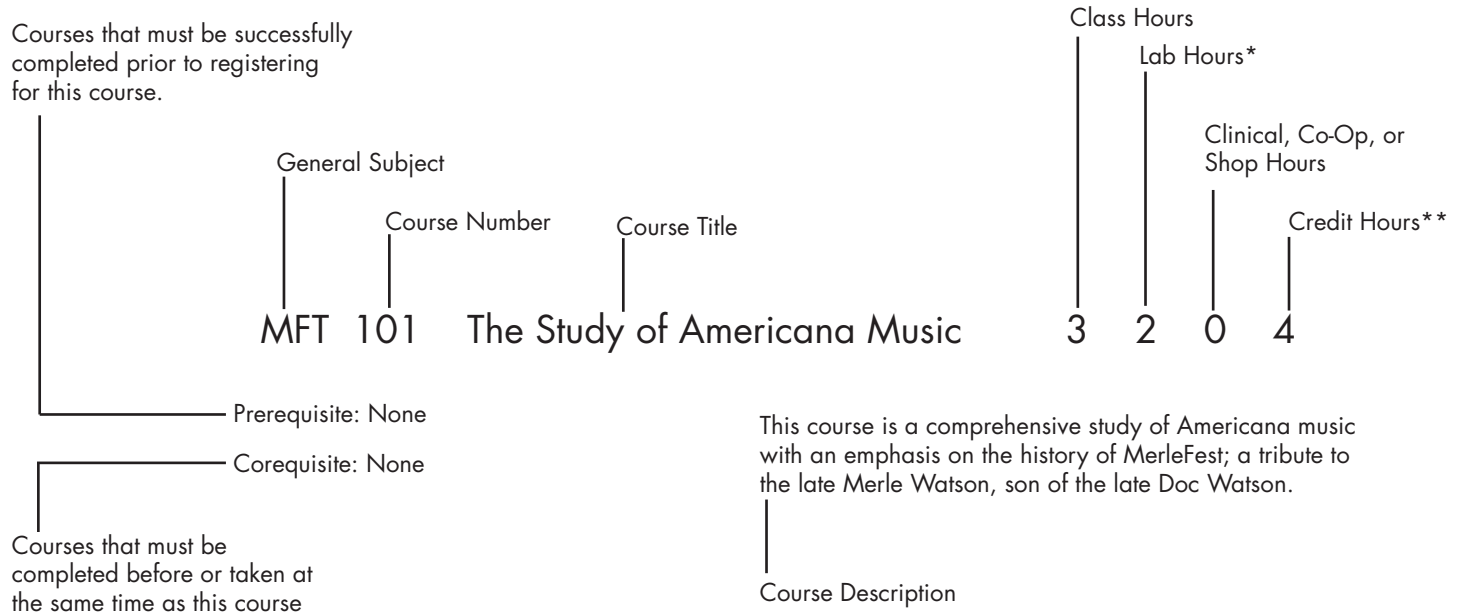 Courses that must be successfully
completed prior to registering
for this course.
Class Hours
Lab Hours*
Clinical, Co-Op, or
Shop Hours
General Subject
Course Number
Course Title
Credit Hours**
MFT 101 The Study of Americana Music 3 2 0 4
Prerequisite: None
Corequisite: None
Courses that must be
completed before or taken at
the same time as this course
This course is a comprehensive study of Americana music
with an emphasis on the history of MerleFest; a tribute to
the late Merle Watson, son of the late Doc Watson.
Course Description